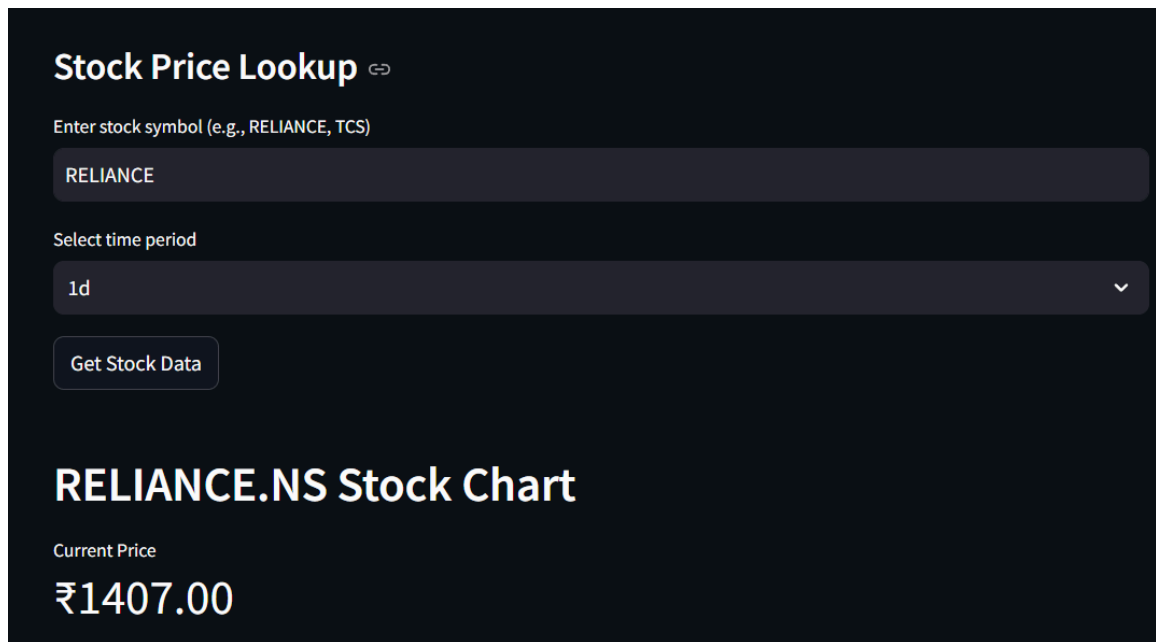 Stock Price Lookup
Enter stock symbol (e.g., RELIANCE, TCS)
RELIANCE
Select time period
1d
Get Stock Data
RELIANCE.NS Stock Chart
Current Price
₹1407.00